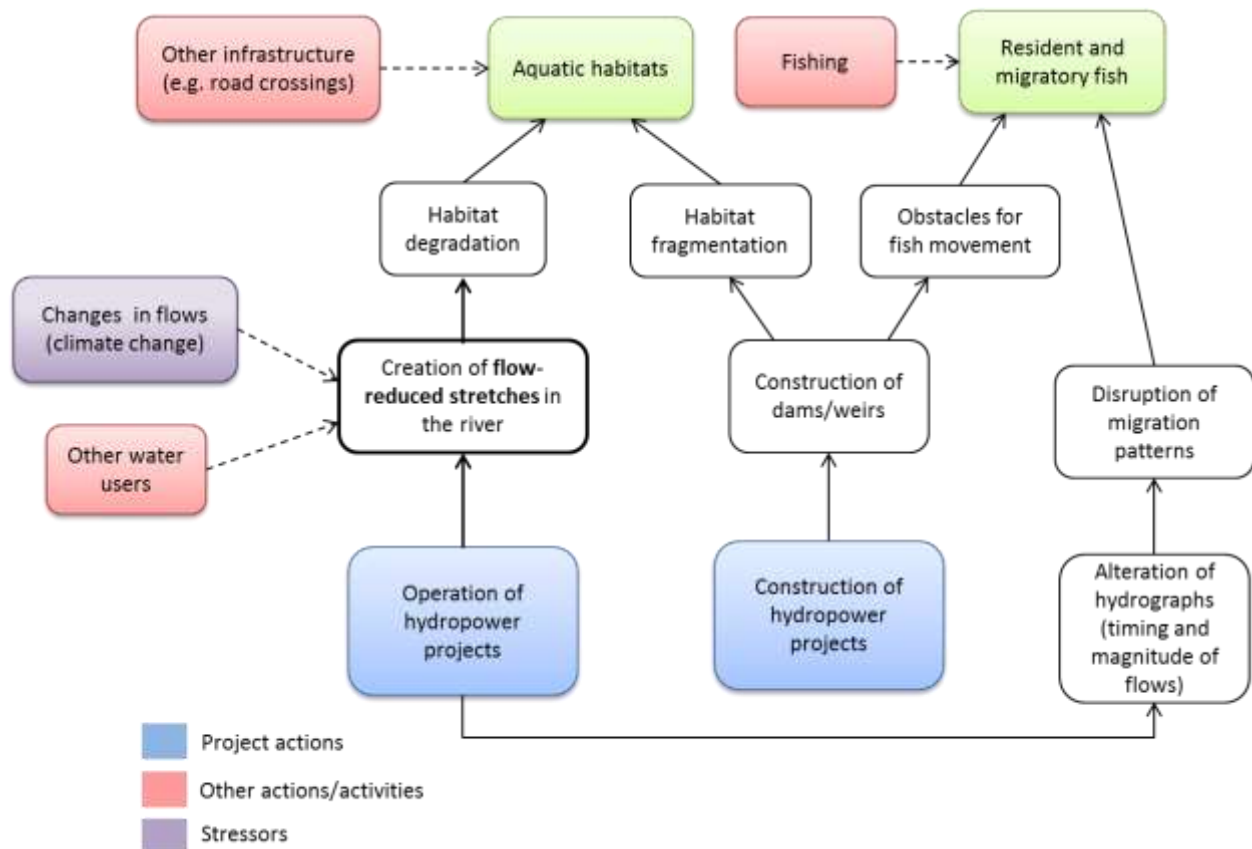 Other infrastructure
(e.g. road crossings)
Aquatic habitats
Fishing
Resident and
migratory fish
Habitat
degradation
Habitat
fragmentation
Obstacles for
fish movement
Changes in flows
(climate change)
Creation of flow-
reduced stretches in
the river
Construction of
dams/weirs
Disruption of
migration
patterns
Other water
users
Operation of
hydropower
projects
Construction of
hydropower
projects
Alteration of
hydrographs
(timing and
magnitude of
flows)
Project actions
Other actions/activities
Stressors